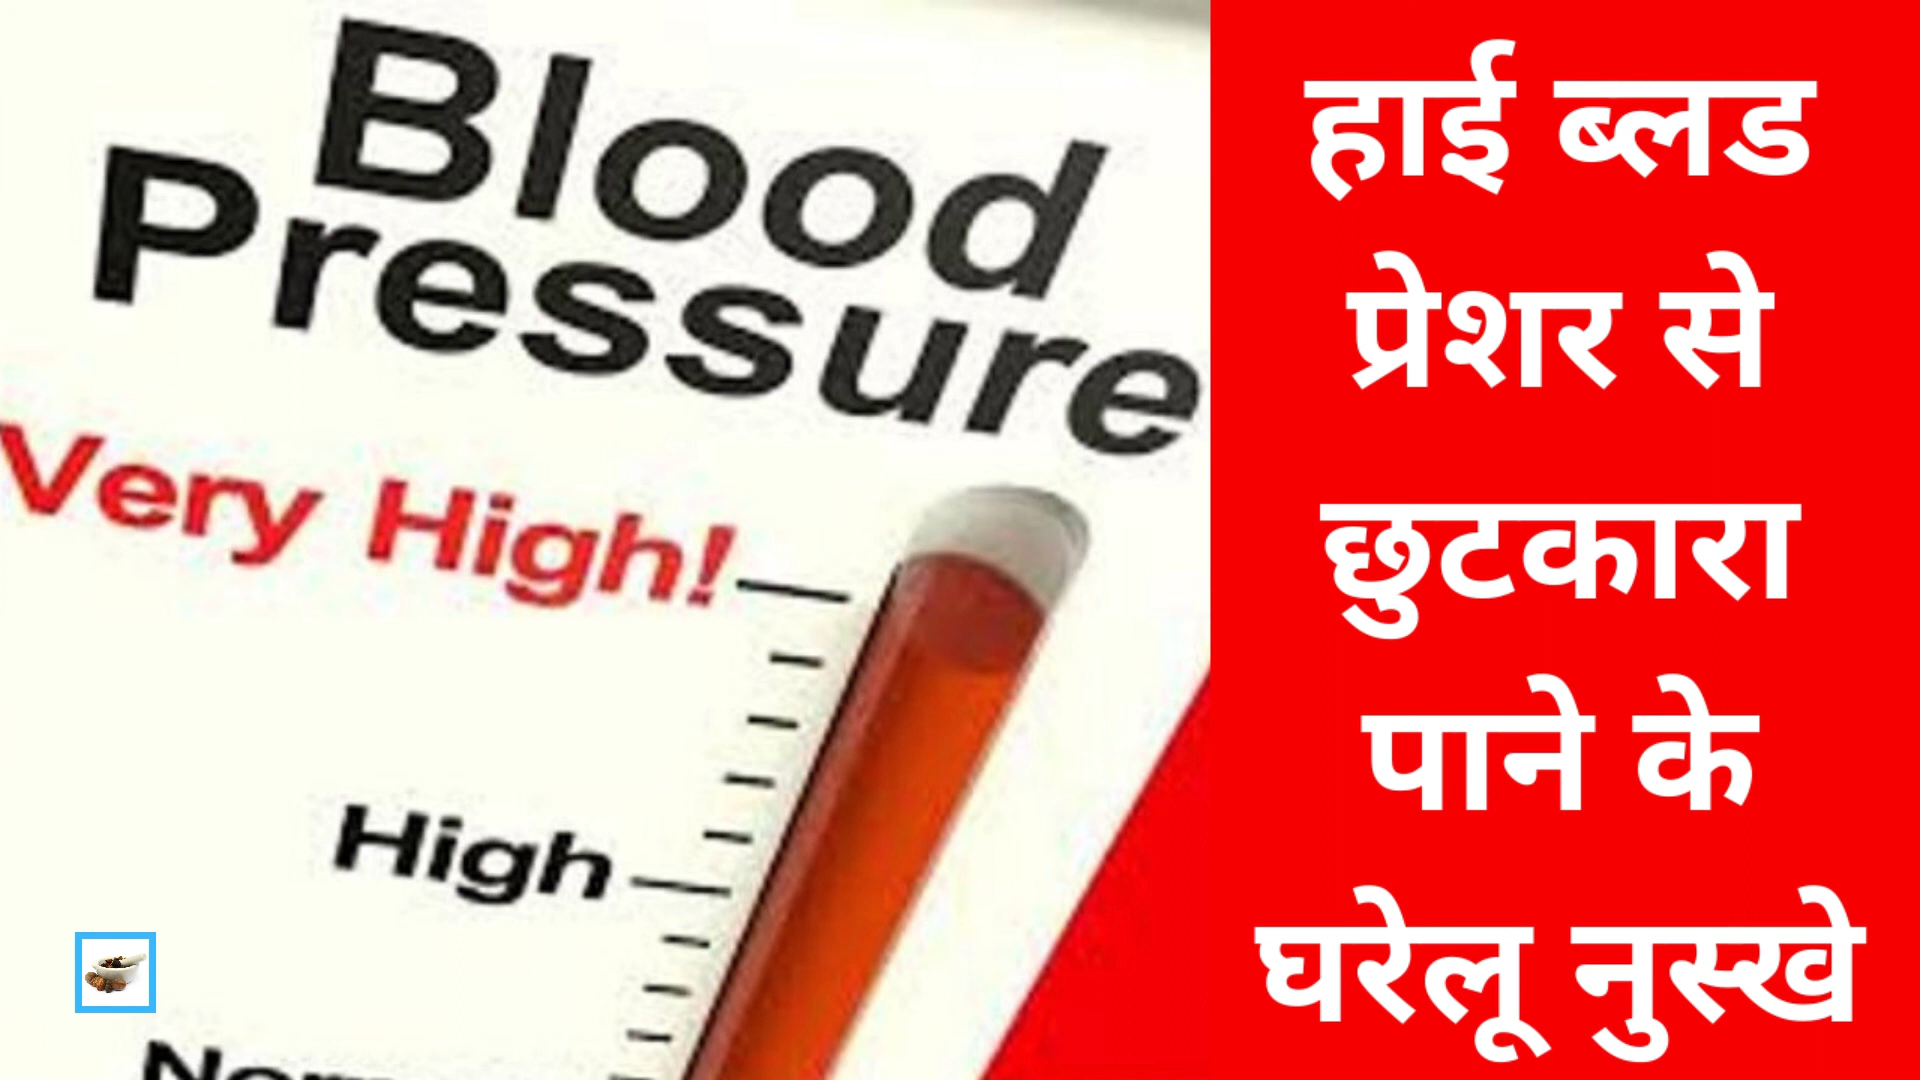 Blood
Pressure
Very High!
High
हाई ब्लड
प्रेशर से
छुटकारा
पाने के
घरेलू नुस्खे